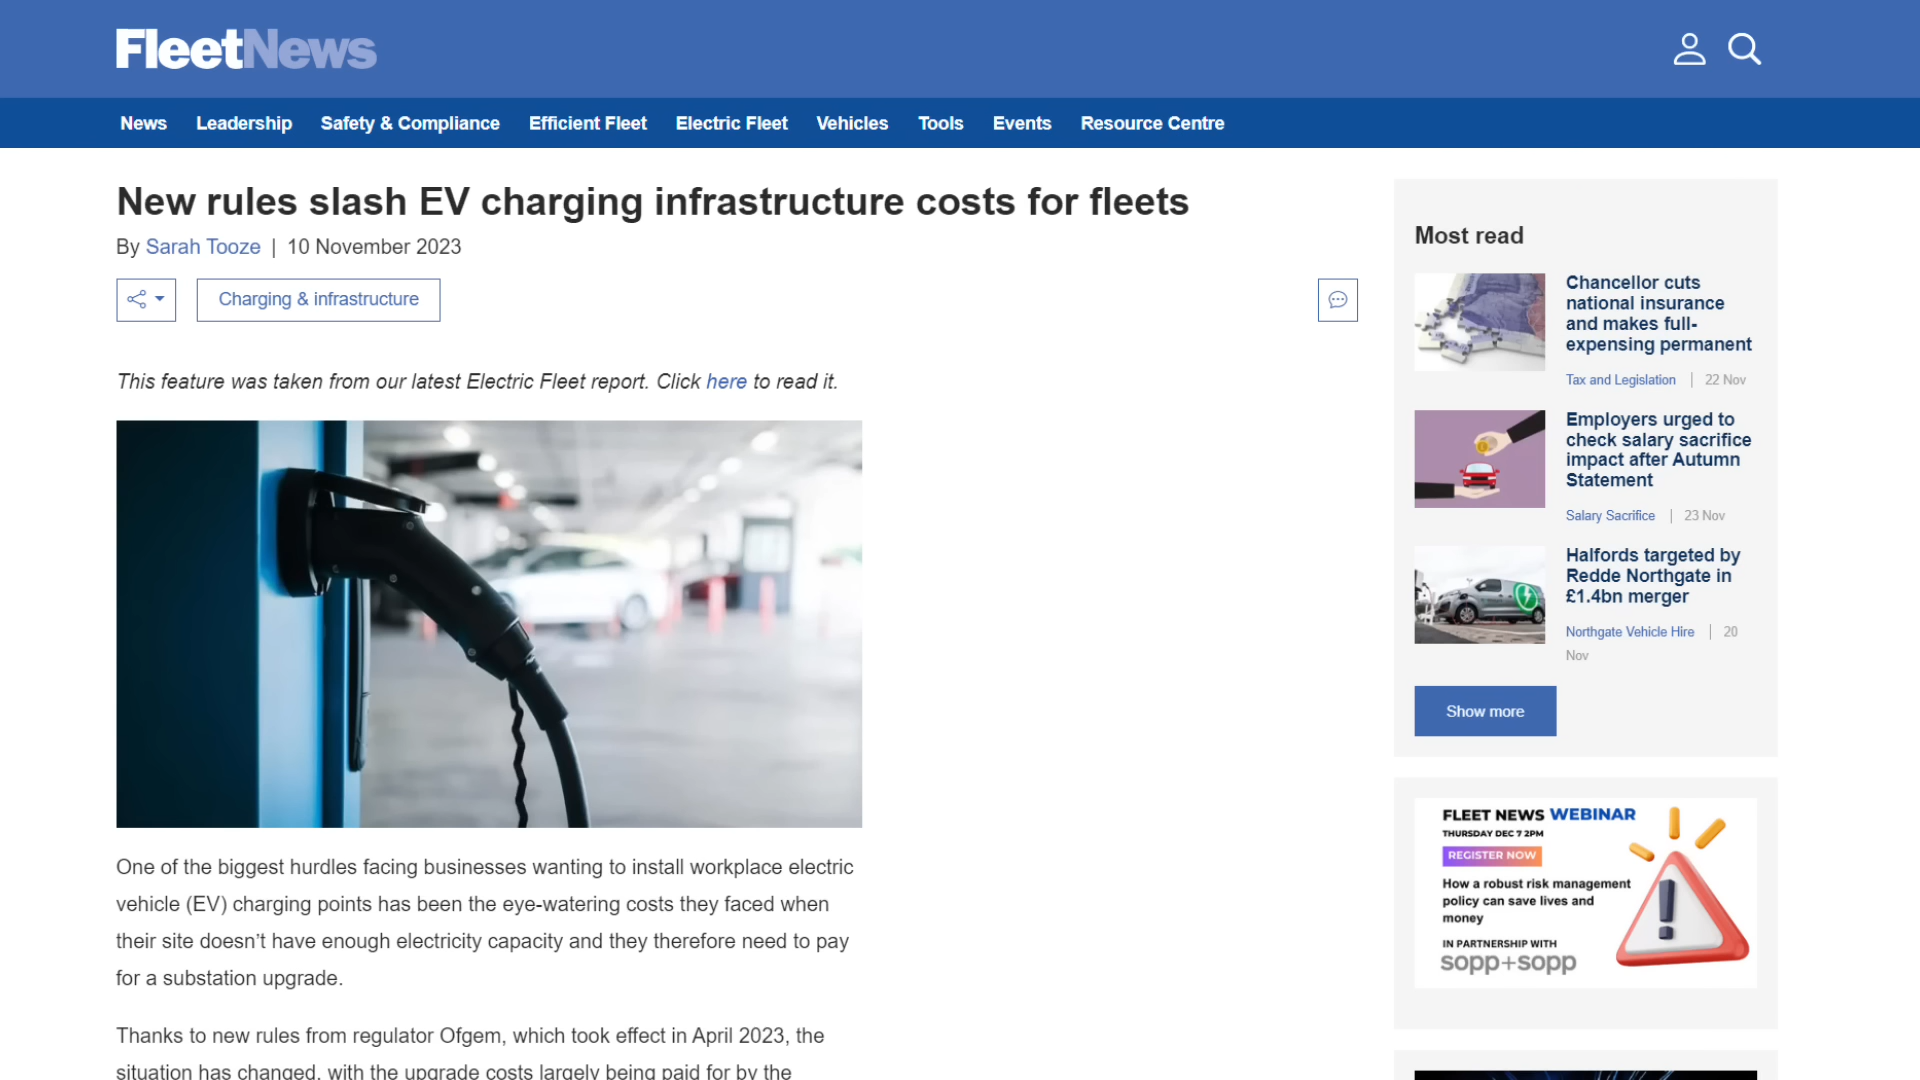 FleetNews
News Leadership Safety & Compliance Efficient Fleet Electric Fleet Vehicles Tools Events Resource Centre
New rules slash EV charging infrastructure costs for fleets
By Sarah Tooze | 10 November 2023
Charging & infrastructure
This feature was taken from our latest Electric Fleet report. Click here to read it.
One of the biggest hurdles facing businesses wanting to install workplace electric
vehicle (EV) charging points has been the eye-watering costs they faced when
their site doesn’t have enough electricity capacity and they therefore need to pay
for a substation upgrade.
Thanks to new rules from regulator Ofgem, which took effect in April 2023, the
situation has changed, with the upgrade costs largely being paid for by the
Most read
Chancellor cuts
national insurance
and makes full-
expensing permanent
Tax and Legislation | 22 Nov
Employers urged to
check salary sacrifice
impact after Autumn
Statement
Salary Sacrifice | 23 Nov
Halfords targeted by
Redde Northgate in
£1.4bn merger
Northgate Vehicle Hire | 20
Nov
Show more
FLEET NEWS WEBINAR
THURSDAY DEC 7 2PM
REGISTER NOW
How a robust risk management
policy can save lives and
money
IN PARTNERSHIP WITH
sopp+sopp